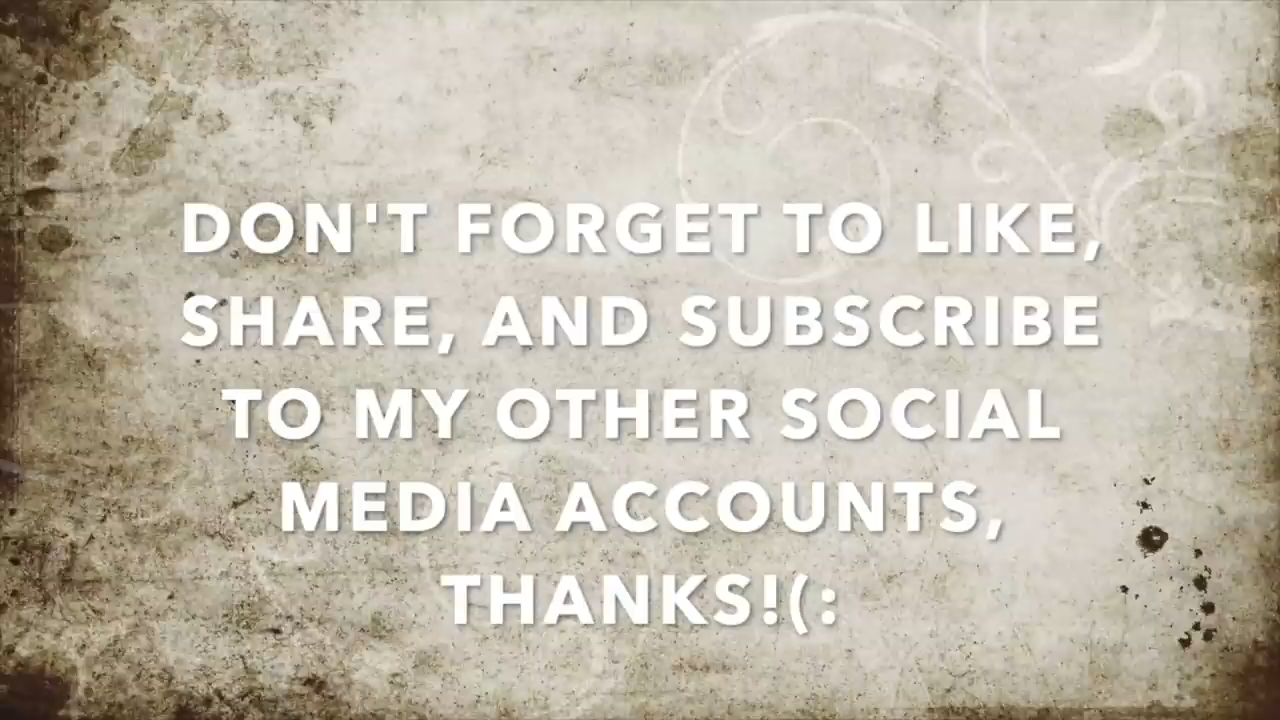 DON'T FORGET TO LIKE,
SHARE, AND SUBSCRIBE
TO MY OTHER SOCIAL
MEDIA ACCOUNTS,
THANKS!(: